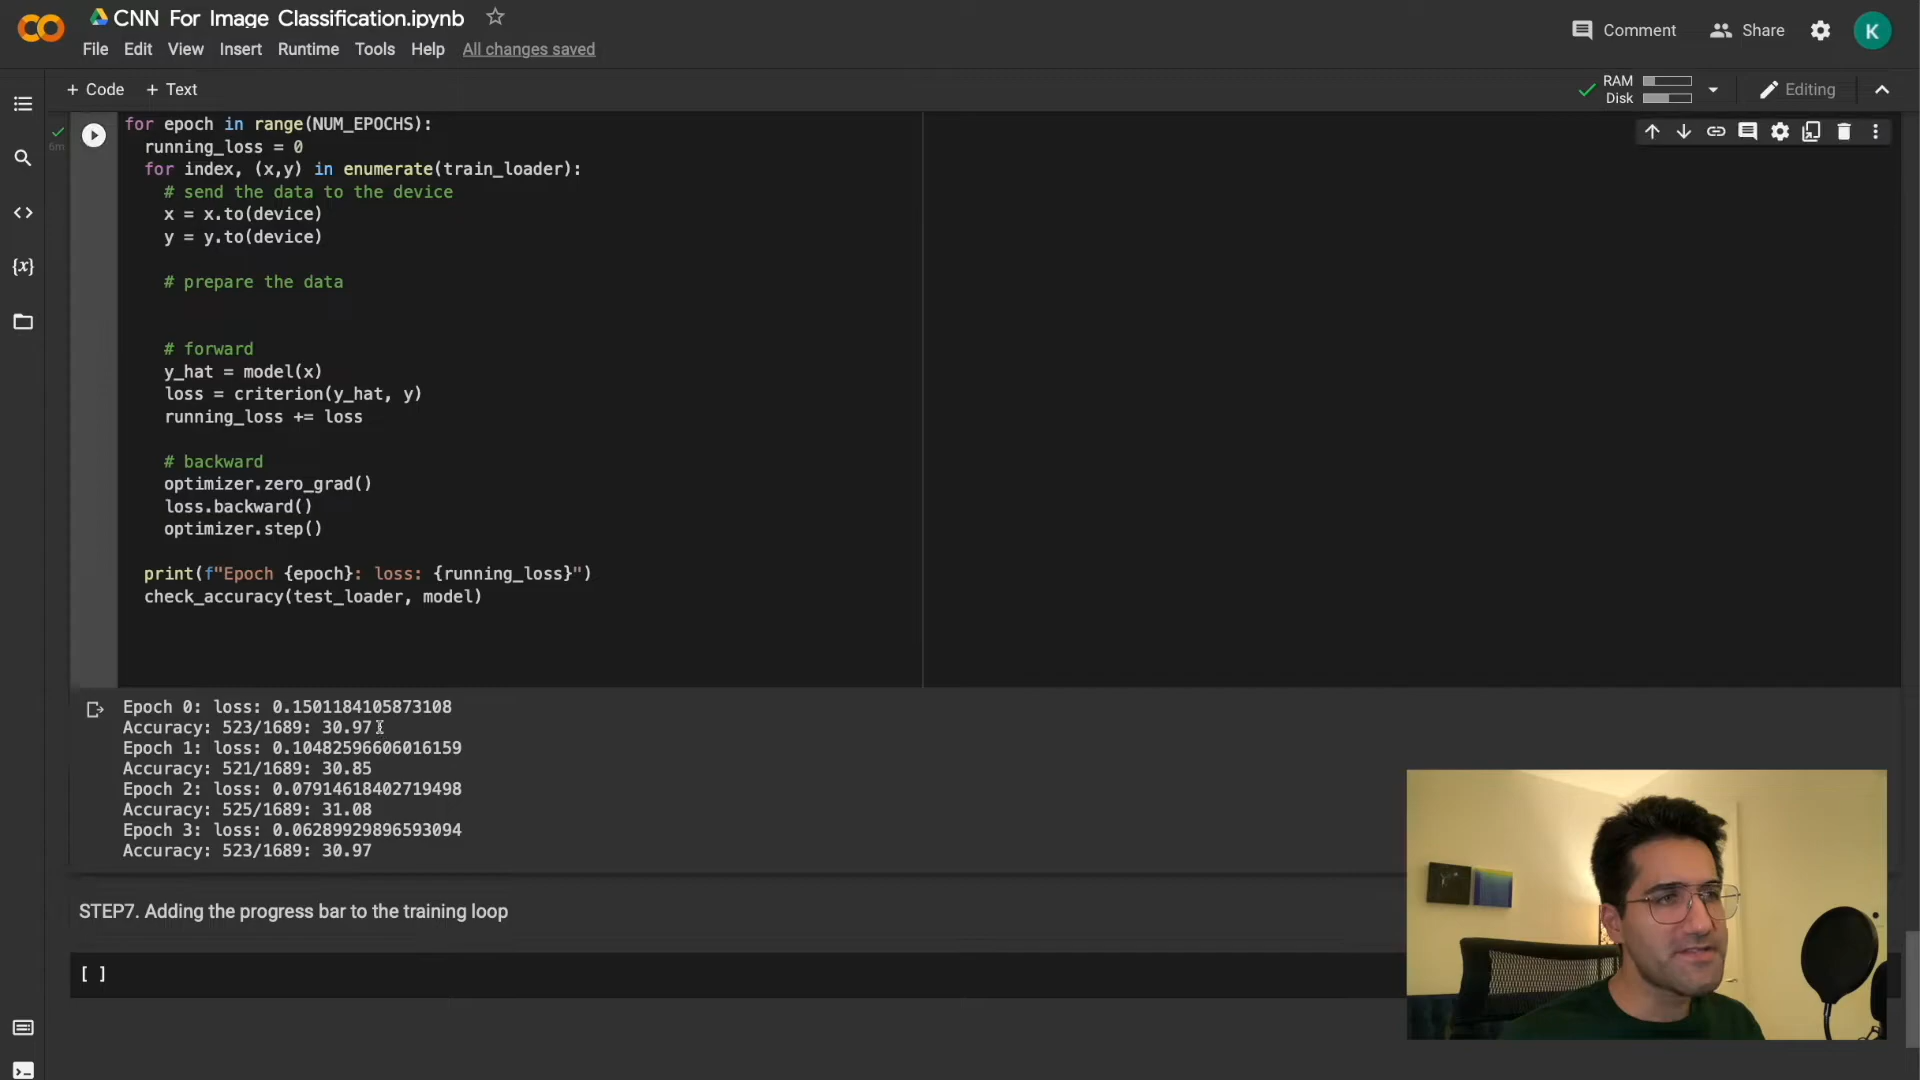 CNN For Image Classification.ipynb
Comment
Share
K
File Edit View Insert Runtime Tools Help All changes saved
+ Code + Text
RAM
Disk
Editing
6m
for epoch in range(NUM_EPOCHS):
running_loss = 0
for index, (x,y) in enumerate(train_loader):
# send the data to the device
x = x.to(device)
y = y.to(device)
# prepare the data
# forward
y_hat = model(x)
loss = criterion(y_hat, y)
running_loss += loss
# backward
optimizer.zero_grad()
loss.backward()
optimizer.step()
print(f"Epoch {epoch}: loss: {running_loss}")
check_accuracy(test_loader, model)
Epoch 0: loss: 0.1501184105873108
Accuracy: 523/1689: 30.97
Epoch 1: loss: 0.10482596606016159
Accuracy: 521/1689: 30.85
Epoch 2: loss: 0.07914618402719498
Accuracy: 525/1689: 31.08
Epoch 3: loss: 0.06289929896593094
Accuracy: 523/1689: 30.97
STEP7. Adding the progress bar to the training loop
[ ]